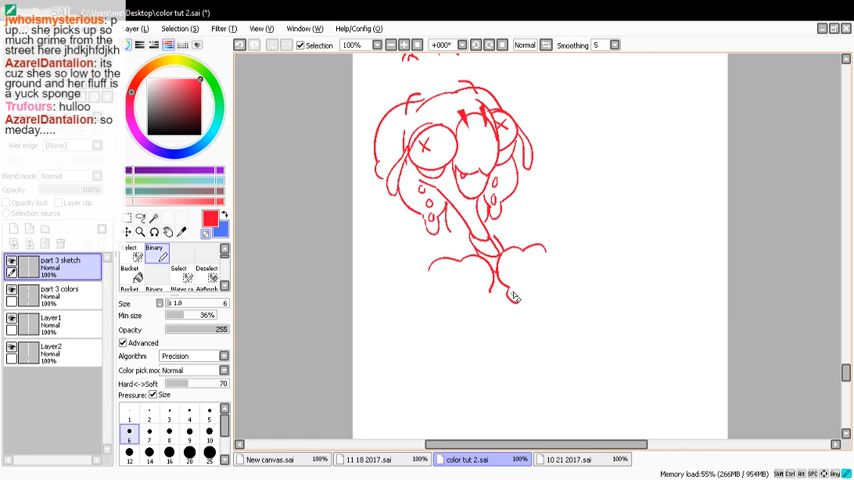 C:\Users\me\Desktop\color tut 2.sai (*)
jwhoismysterious: p
up... she picks up so
much grime from the
street here jhdkjhfdjkh
AzarelDantalion: its
cuz shes so low to the
ground and her fluff is
a yuck sponge
Trufours: hulloo
AzarelDantalion: so
meday.....
Layer (L) Selection (S) Filter (T) View (V) Window (W) Help/Config (O)
Selection 100% +000° Normal Smoothing 5
Wet edge [None]
Blend mode Normal
Opacity 100%
Opacity lock Clip layer
Selection source
part 3 sketch
Normal
100%
part 3 colors
Normal
100%
Layer1
Normal
100%
Layer2
Normal
100%
Select Binary
Bucket Select Deselect
Bucket Binary Water AirBrush
Size x 1.0 6
Min size 36%
Opacity 255
Advanced
Algorithm Precision
Color pick mo Normal
Hard<->Soft 70
Pressure: Size
1 2 3 4 5
6 7 8 9 10
12 14 16 20 25
New canvas.sai 100% 11 18 2017.sai 100% color tut 2.sai 100% 10 21 2017.sai 100%
Memory load:55% (266MB / 954MB) Shft Ctrl Alt SPC Any